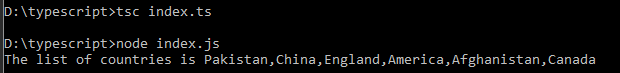 D:\typescript>tsc index.ts
D:\typescript>node index.js
The list of countries is Pakistan,China,England,America,Afghanistan,Canada